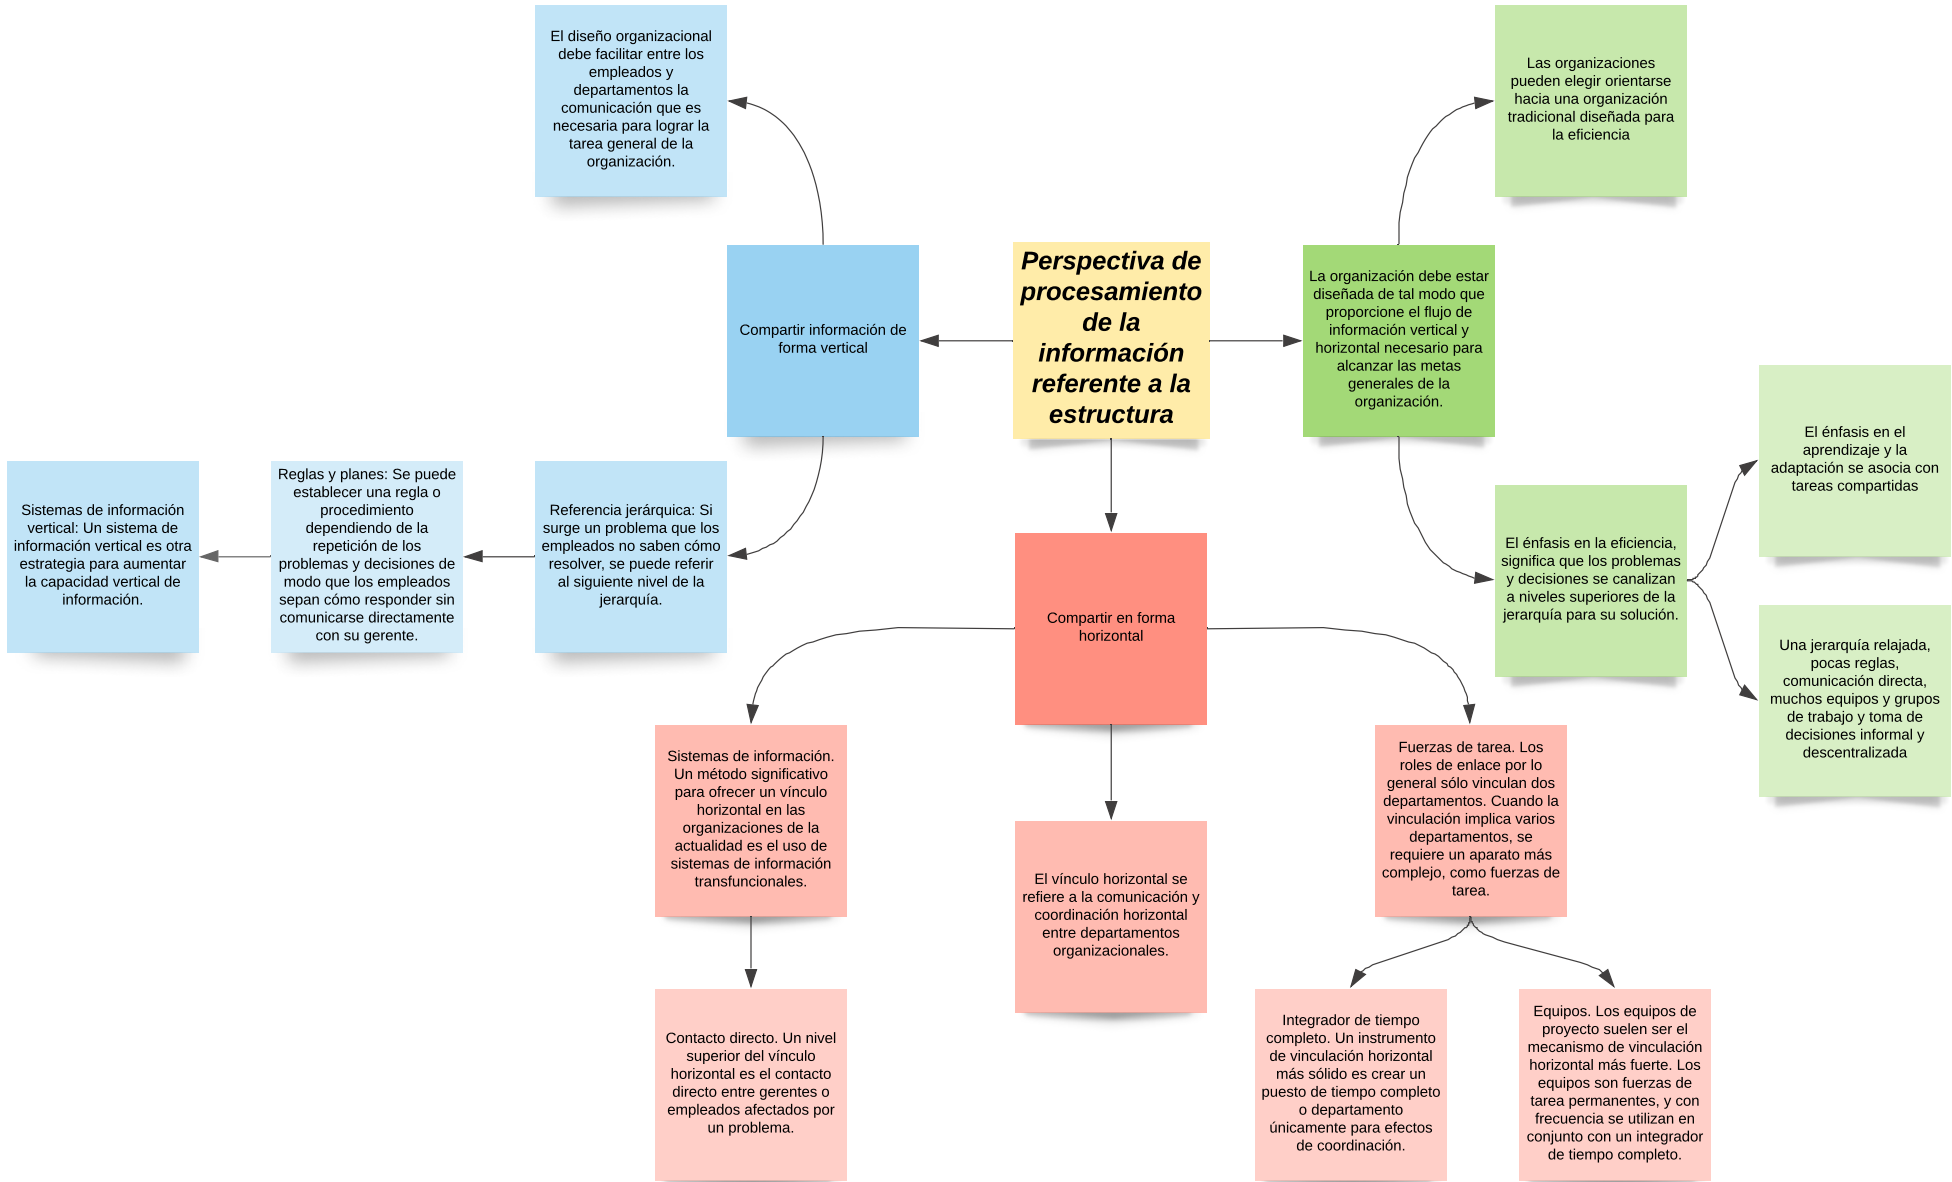 El diseño organizacional
debe facilitar entre los
empleados y
departamentos la
comunicación que es
necesaria para lograr la
tarea general de la
organización.
Las organizaciones
pueden elegir orientarse
hacia una organización
tradicional diseñada para
la eficiencia
Compartir información de
forma vertical
Perspectiva de
procesamiento
de la
información
referente a la
estructura
La organización debe estar
diseñada de tal modo que
proporcione el flujo de
información vertical y
horizontal necesario para
alcanzar las metas
generales de la
organización.
Sistemas de información
vertical: Un sistema de
información vertical es otra
estrategia para aumentar
la capacidad vertical de
información.
Reglas y planes: Se puede
establecer una regla o
procedimiento
dependiendo de la
repetición de los
problemas y decisiones de
modo que los empleados
sepan cómo responder sin
comunicarse directamente
con su gerente.
Referencia jerárquica: Si
surge un problema que los
empleados no saben cómo
resolver, se puede referir
al siguiente nivel de la
jerarquía.
El énfasis en el
aprendizaje y la
adaptación se asocia con
tareas compartidas
El énfasis en la eficiencia,
significa que los problemas
y decisiones se canalizan
a niveles superiores de la
jerarquía para su solución.
Una jerarquía relajada,
pocas reglas,
comunicación directa,
muchos equipos y grupos
de trabajo y toma de
decisiones informal y
descentralizada
Compartir en forma
horizontal
Sistemas de información.
Un método significativo
para ofrecer un vínculo
horizontal en las
organizaciones de la
actualidad es el uso de
sistemas de información
transfuncionales.
El vínculo horizontal se
refiere a la comunicación y
coordinación horizontal
entre departamentos
organizacionales.
Fuerzas de tarea. Los
roles de enlace por lo
general sólo vinculan dos
departamentos. Cuando la
vinculación implica varios
departamentos, se
requiere un aparato más
complejo, como fuerzas de
tarea.
Contacto directo. Un nivel
superior del vínculo
horizontal es el contacto
directo entre gerentes o
empleados afectados por
un problema.
Integrador de tiempo
completo. Un instrumento
de vinculación horizontal
más sólido es crear un
puesto de tiempo completo
o departamento
únicamente para efectos
de coordinación.
Equipos. Los equipos de
proyecto suelen ser el
mecanismo de vinculación
horizontal más fuerte. Los
equipos son fuerzas de
tarea permanentes, y con
frecuencia se utilizan en
conjunto con un integrador
de tiempo completo.